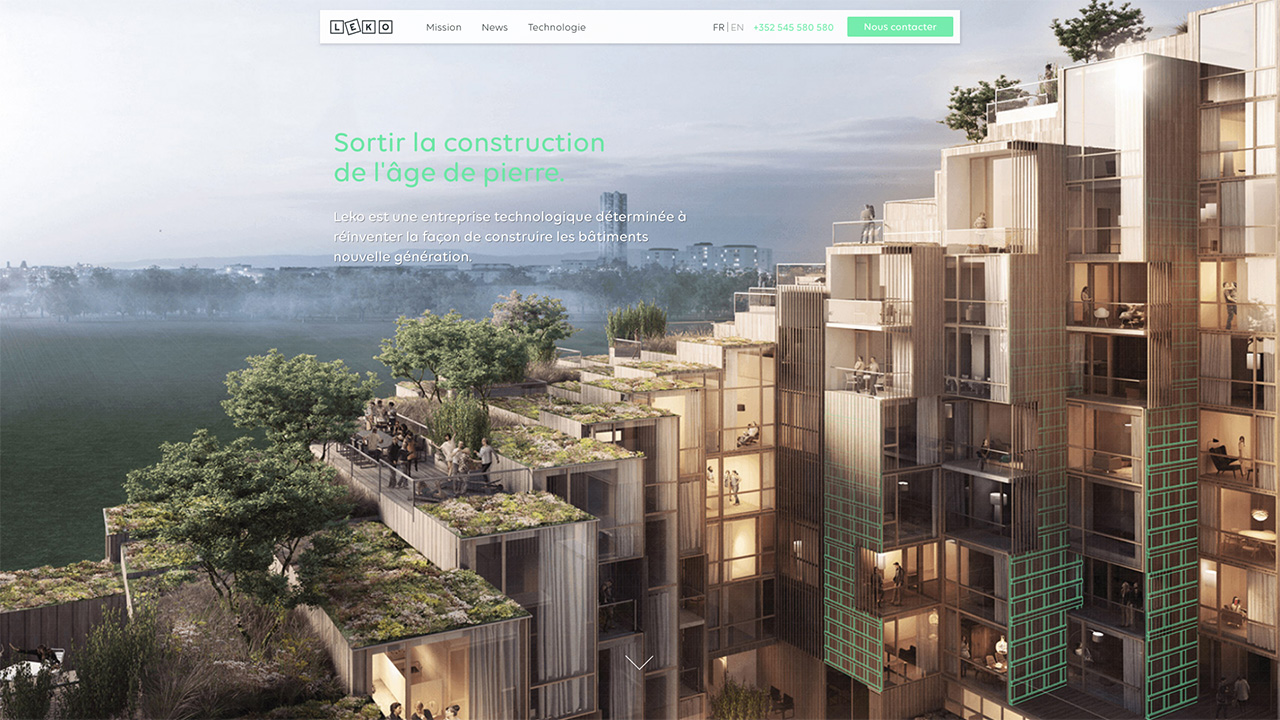 LEKO
Mission
News
Technologie
FR | EN
+352 545 580 580
Nous contacter
Sortir la construction
de l'âge de pierre.
Leko est une entreprise technologique déterminée à
réinventer la façon de construire les bâtiments
nouvelle génération.